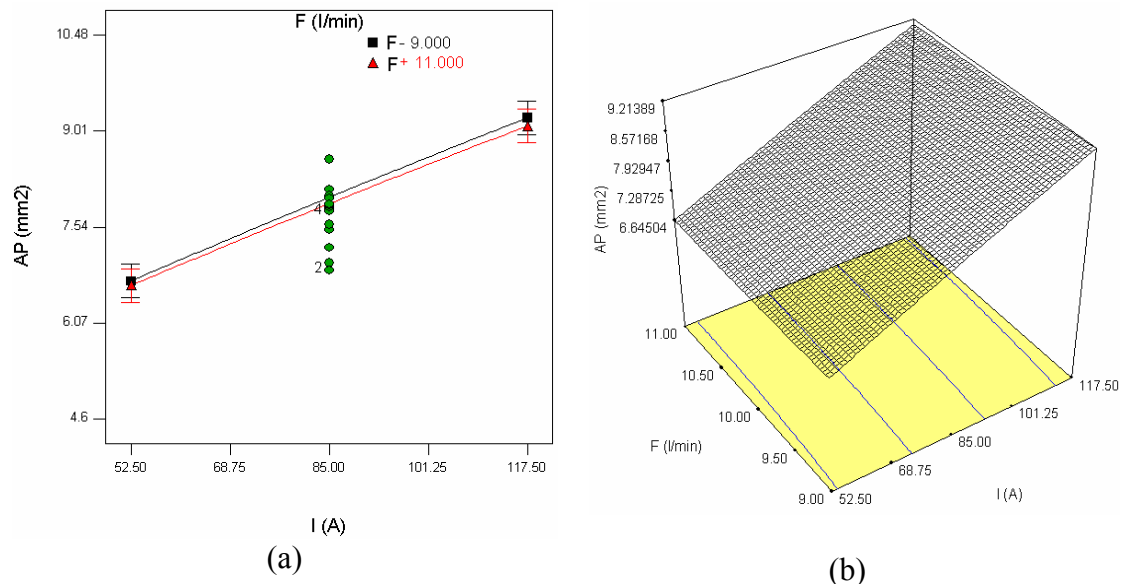 F (l/min)
F - 9.000
F + 11.000
10.48
9.01
7.54
6.07
4.6
AP (mm2)
4
2
52.50
68.75
85.00
101.25
117.50
I (A)
(a)
9.21389
8.57168
7.92947
7.28725
6.64504
AP (mm2)
11.00
10.50
10.00
9.50
9.00
F (l/min)
52.50
68.75
85.00
101.25
117.50
I (A)
(b)